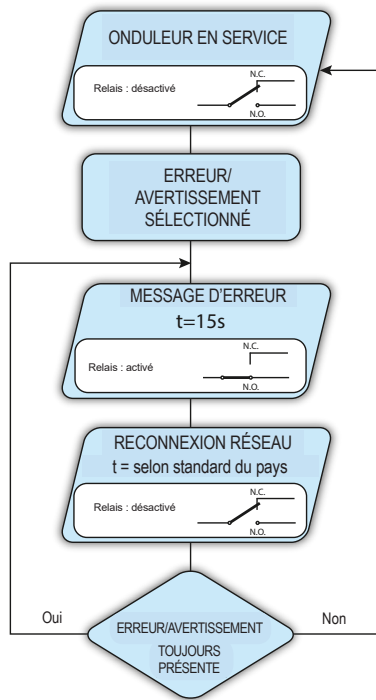 ONDULEUR EN SERVICE
N.C.
Relais : désactivé
N.O.
ERREUR/
AVERTISSEMENT
SÉLECTIONNÉ
MESSAGE D'ERREUR
t=15s
N.C.
Relais : activé
N.O.
RECONNEXION RÉSEAU
t = selon standard du pays
N.C.
Relais : désactivé
N.O.
Oui
Non
ERREUR/AVERTISSEMENT
TOUJOURS
PRÉSENTE